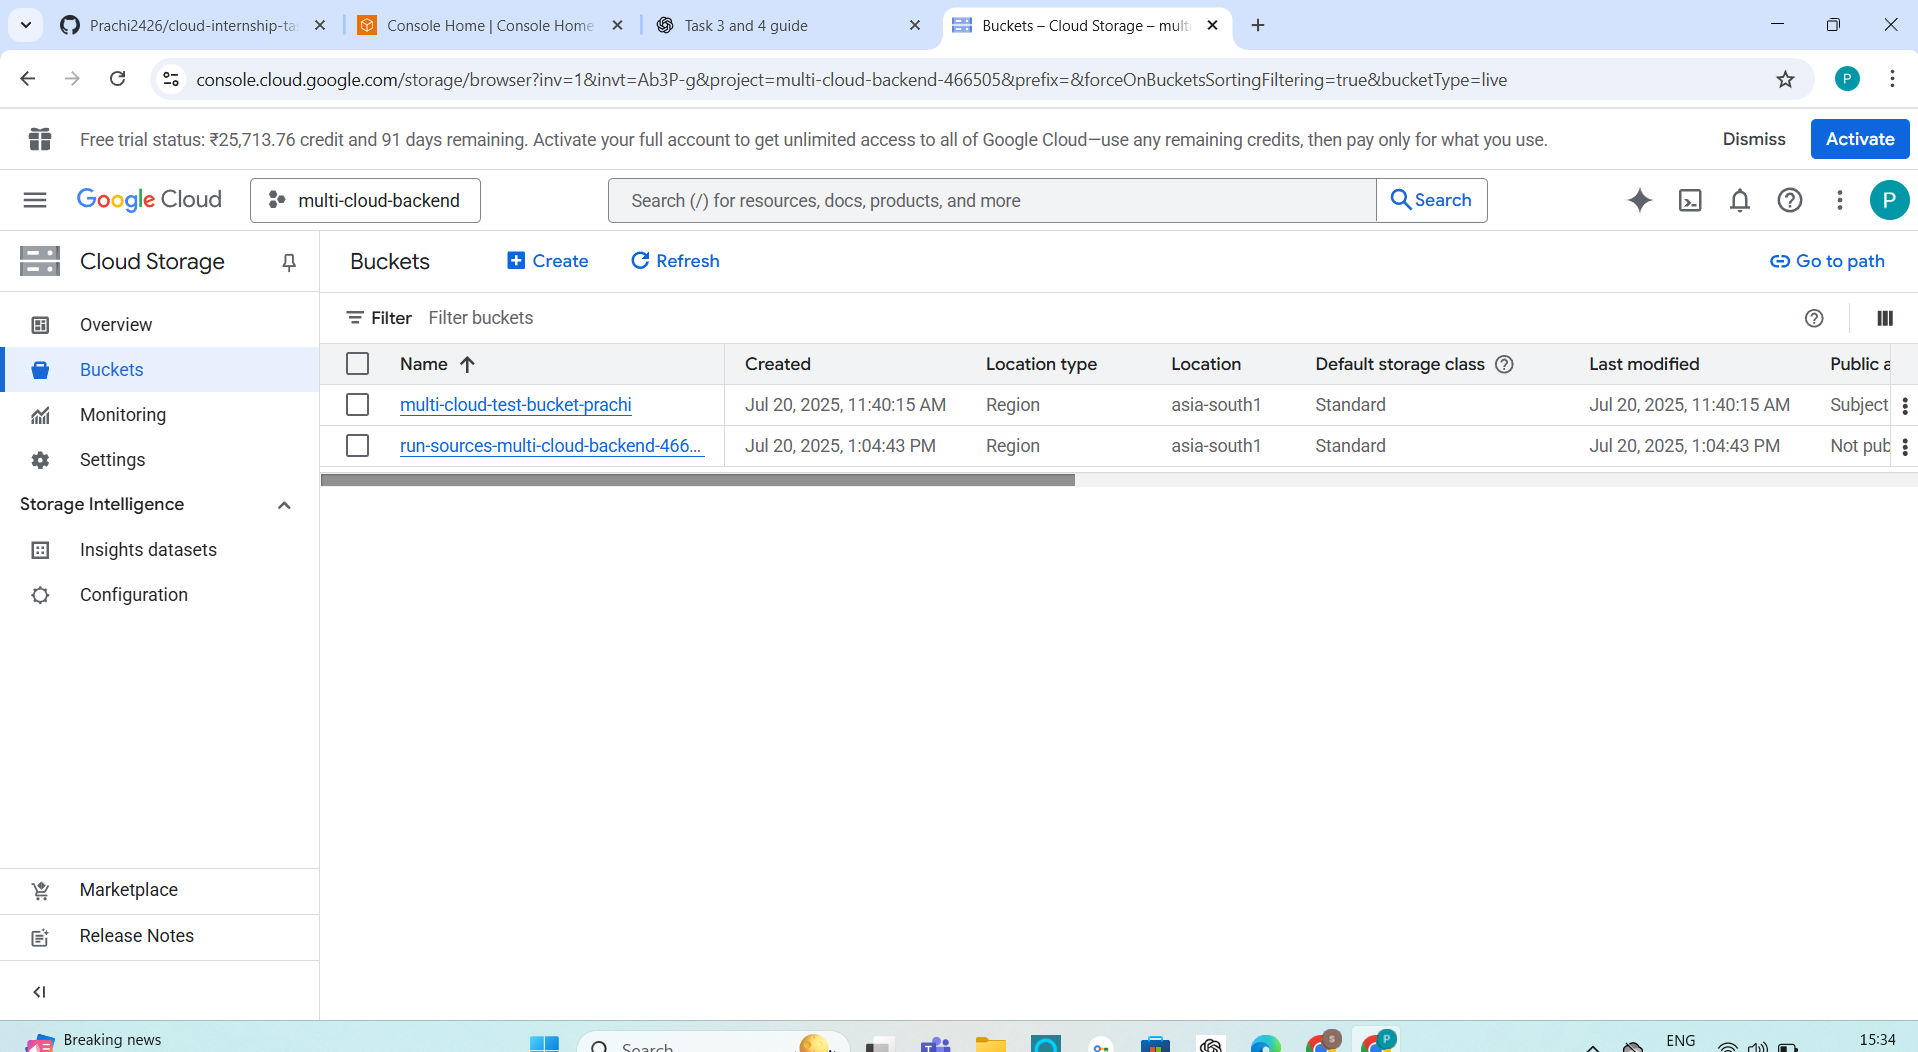 Prachi2426/cloud-internship-ta
Console Home | Console Home
Task 3 and 4 guide
Buckets – Cloud Storage – mult
console.cloud.google.com/storage/browser?inv=1&invt=Ab3P-g&project=multi-cloud-backend-466505&prefix=&forceOnBucketsSortingFiltering=true&bucketType=live
P
Free trial status: ₹25,713.76 credit and 91 days remaining. Activate your full account to get unlimited access to all of Google Cloud—use any remaining credits, then pay only for what you use.
Dismiss
Activate
Google Cloud
multi-cloud-backend
Search (/) for resources, docs, products, and more
Search
P
Cloud Storage
Buckets
Create
Refresh
Go to path
Overview
Buckets
Monitoring
Settings
Storage Intelligence
Insights datasets
Configuration
Marketplace
Release Notes
Filter Filter buckets
Name Created Location type Location Default storage class Last modified Public a
multi-cloud-test-bucket-prachi Jul 20, 2025, 11:40:15 AM Region asia-south1 Standard Jul 20, 2025, 11:40:15 AM Subject
run-sources-multi-cloud-backend-466... Jul 20, 2025, 1:04:43 PM Region asia-south1 Standard Jul 20, 2025, 1:04:43 PM Not pub
Breaking news
Search
S
P
ENG
15:34